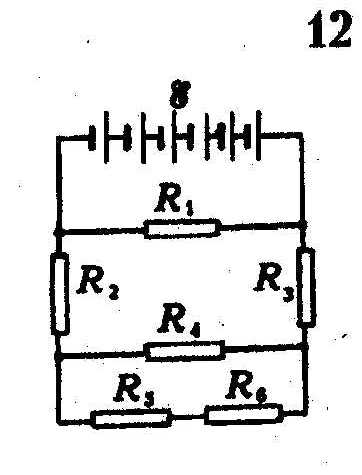 12
ℰ
R₁
R₂ R₃
R₄
R₅ R₆